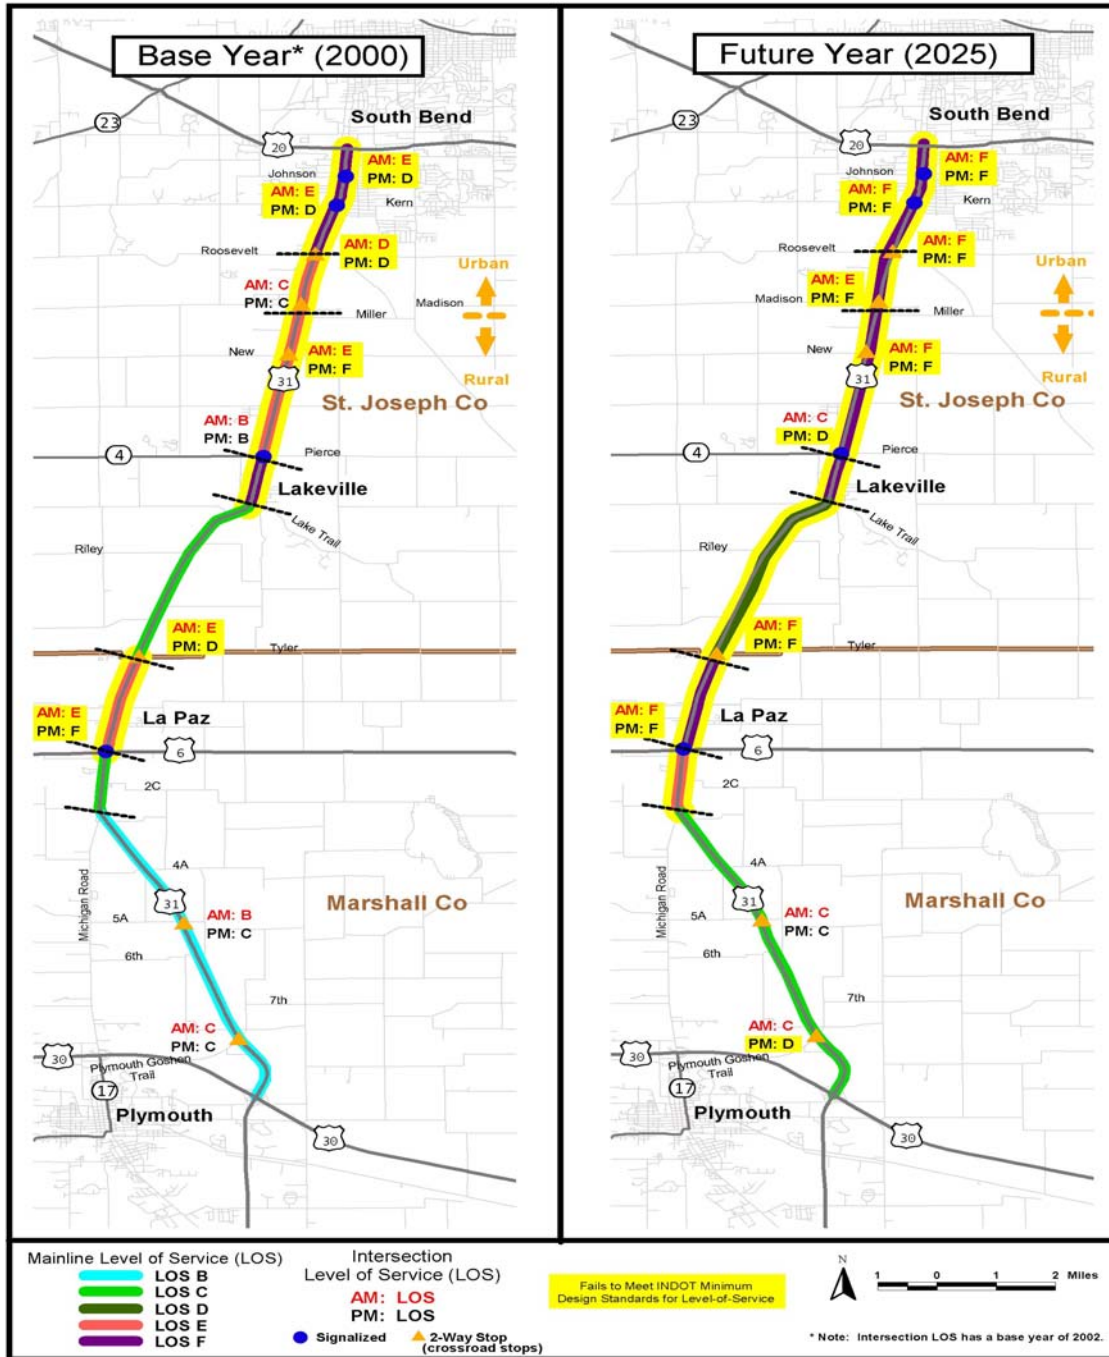 Base Year* (2000)
South Bend
23
20
Johnson
AM: E
PM: D
AM: E
PM: D
Kern
Roosevelt
AM: D
PM: D
Urban
AM: C
PM: C
Madison
Miller
New
AM: E
PM: F
Rural
31
St. Joseph Co
AM: B
PM: B
4
Pierce
Lakeville
Lake Trail
Riley
AM: E
PM: D
Tyler
AM: E
PM: F
La Paz
6
2C
4A
Michigan Road
31
Marshall Co
5A
AM: B
PM: C
6th
7th
AM: C
PM: C
30
Plymouth Goshen
Trail
17
Plymouth
30
Future Year (2025)
South Bend
23
20
Johnson
AM: F
PM: F
AM: F
PM: F
Kern
Roosevelt
AM: F
PM: F
Urban
AM: E
PM: F
Madison
Miller
New
AM: F
PM: F
Rural
31
St. Joseph Co
AM: C
PM: D
4
Pierce
Lakeville
Lake Trail
Riley
AM: F
PM: F
Tyler
AM: F
PM: F
La Paz
6
2C
4A
Michigan Road
31
Marshall Co
5A
AM: C
PM: C
6th
7th
AM: C
PM: D
30
Plymouth Goshen
Trail
17
Plymouth
30
Mainline Level of Service (LOS)
LOS B
LOS C
LOS D
LOS E
LOS F
Intersection
Level of Service (LOS)
AM: LOS
PM: LOS
Signalized
2-Way Stop
(crossroad stops)
Fails to Meet INDOT Minimum
Design Standards for Level-of-Service
N
1 0 1 2 Miles
* Note: Intersection LOS has a base year of 2002.